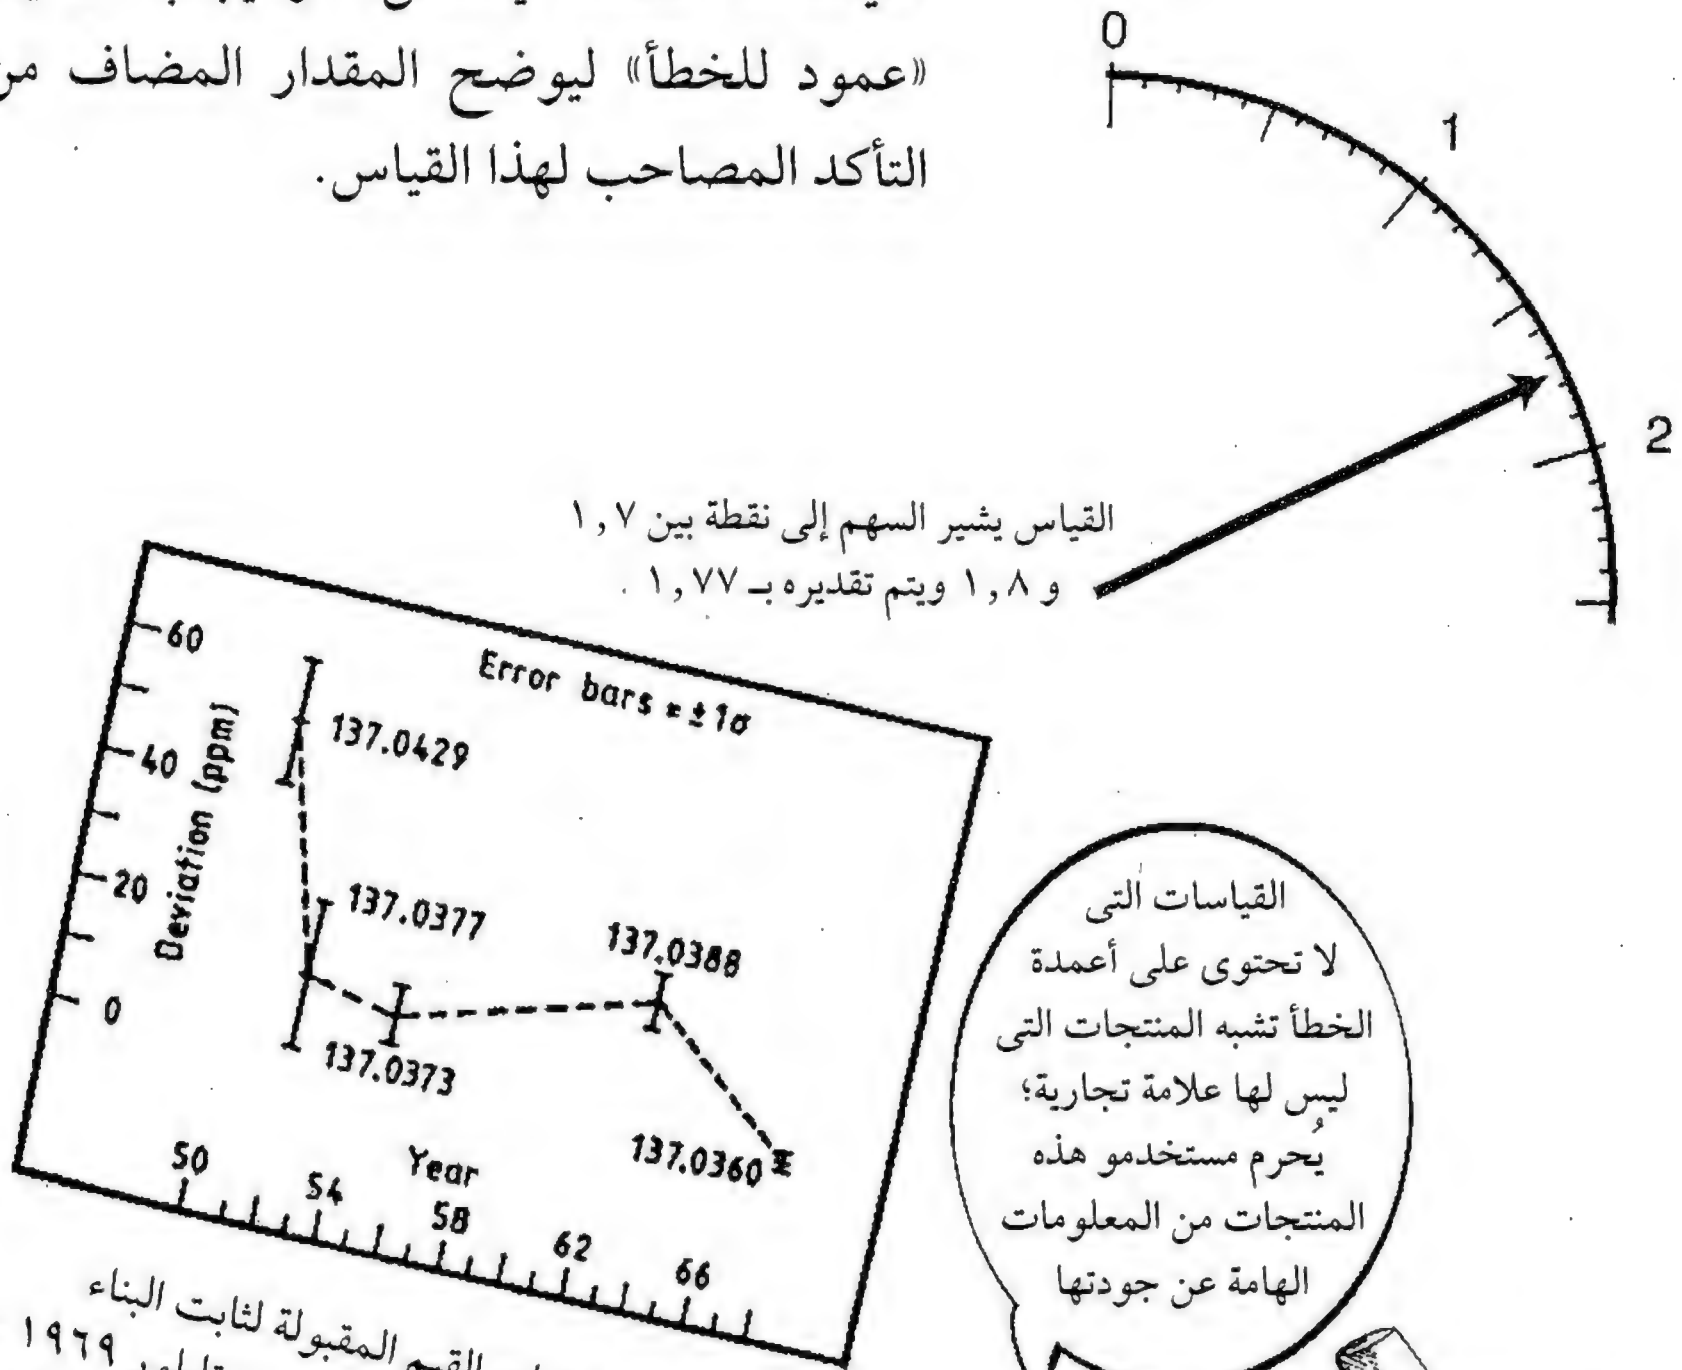 «عمود للخطأ» ليوضح المقدار المضاف من
التأكد المصاحب لهذا القياس.
0
1
2
القياس يشير السهم إلى نقطة بين ١,٧
و ١,٨ ويتم تقديره بـ ١,٧٧ .
Error bars = ±1σ
Deviation (ppm)
60
40
20
0
137.0429
137.0377
137.0388
137.0373
137.0360
Year
50
54
58
62
66
القيم المقبولة لثابت البناء
١٩٦٩
القياسات التى
لا تحتوى على أعمدة
الخطأ تشبه المنتجات التى
ليس لها علامة تجارية؛
يُحرم مستخدمو هذه
المنتجات من المعلومات
الهامة عن جودتها